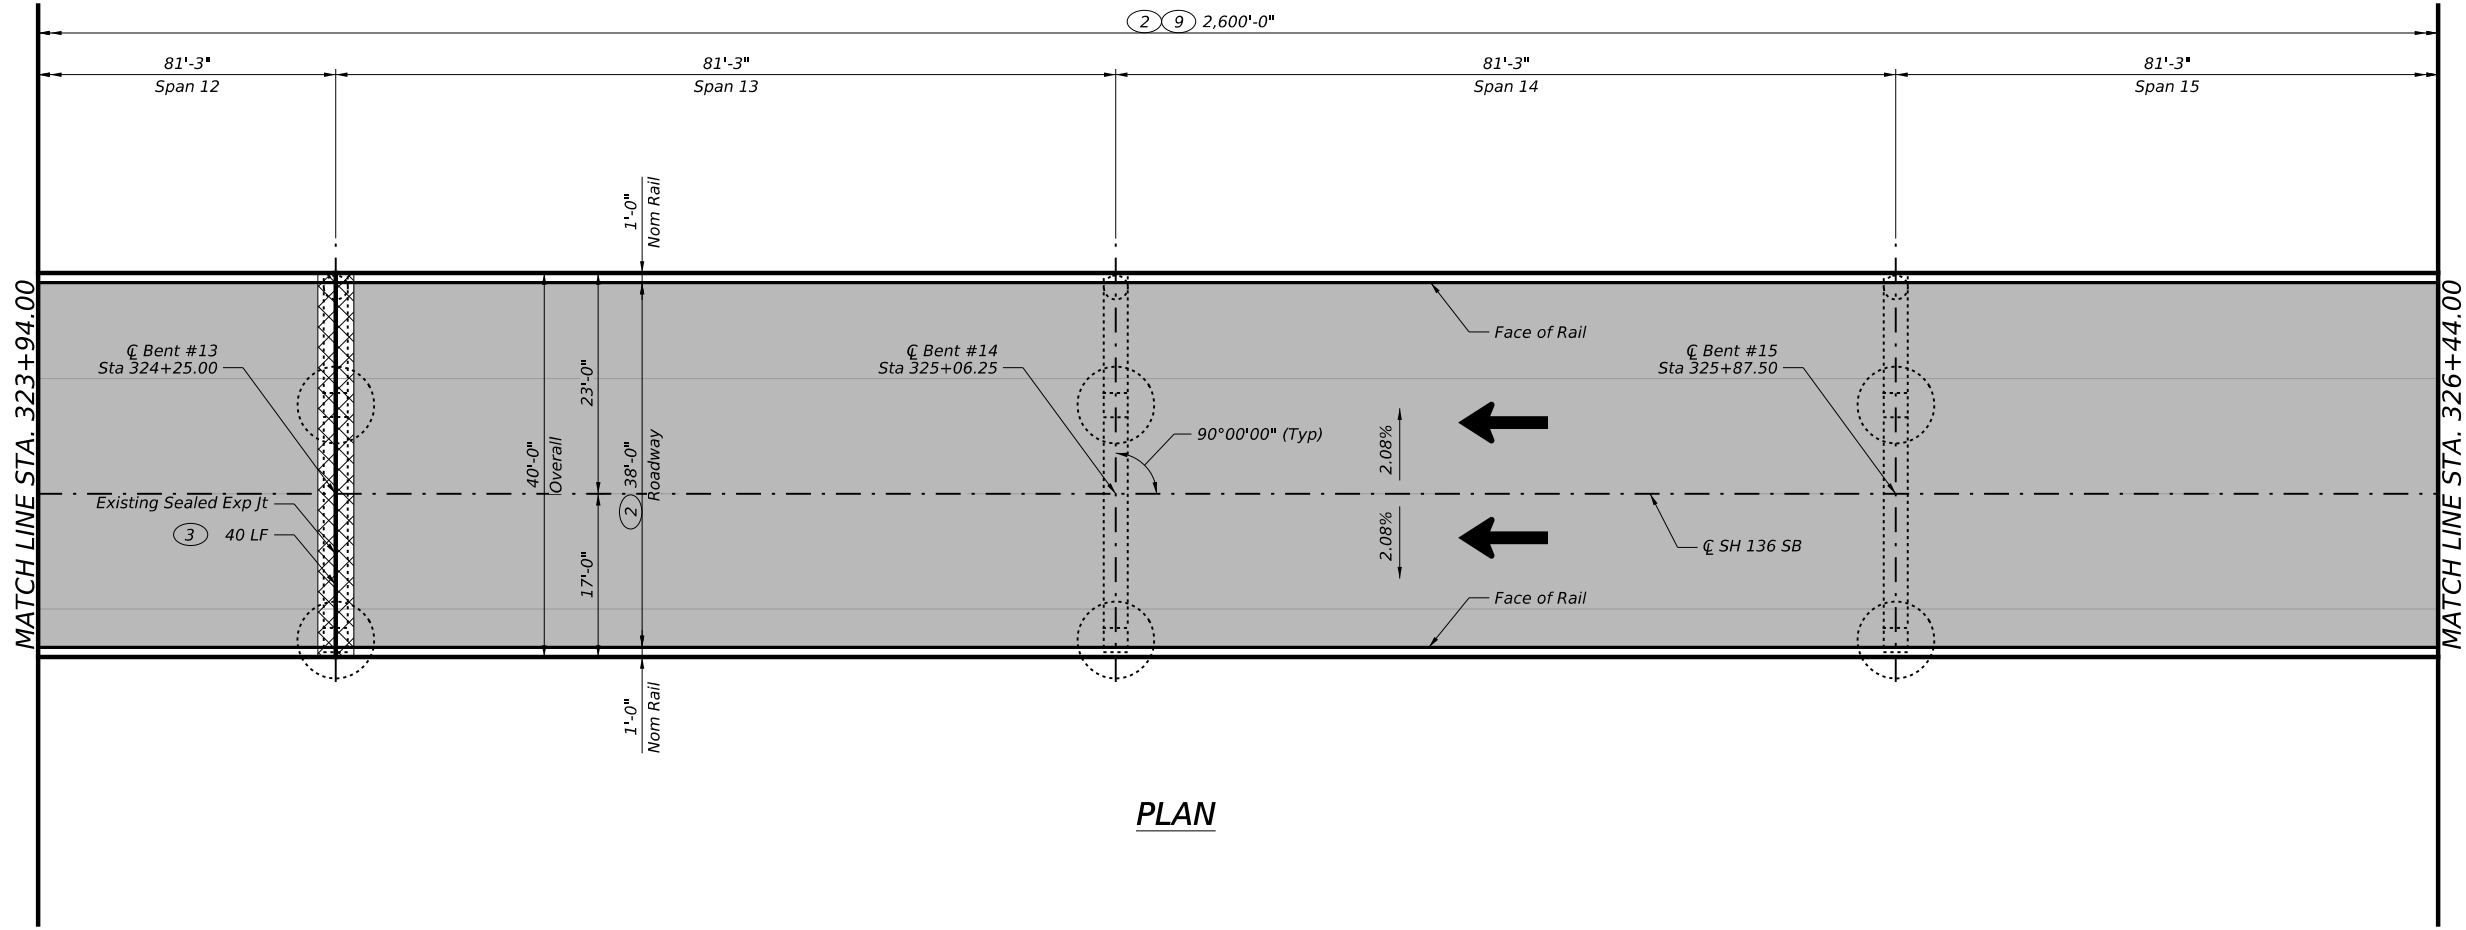 2 9 2,600'-0"
81'-3"
Span 12
81'-3"
Span 13
81'-3"
Span 14
81'-3"
Span 15
1'-0"
Nom Rail
MATCH LINE STA. 323+94.00
MATCH LINE STA. 326+44.00
℄ Bent #13
Sta 324+25.00
℄ Bent #14
Sta 325+06.25
℄ Bent #15
Sta 325+87.50
Face of Rail
23'-0"
40'-0"
Overall
2 38'-0"
Roadway
17'-0"
90°00'00" (Typ)
2.08%
2.08%
Existing Sealed Exp Jt
3 40 LF
℄ SH 136 SB
Face of Rail
1'-0"
Nom Rail
PLAN